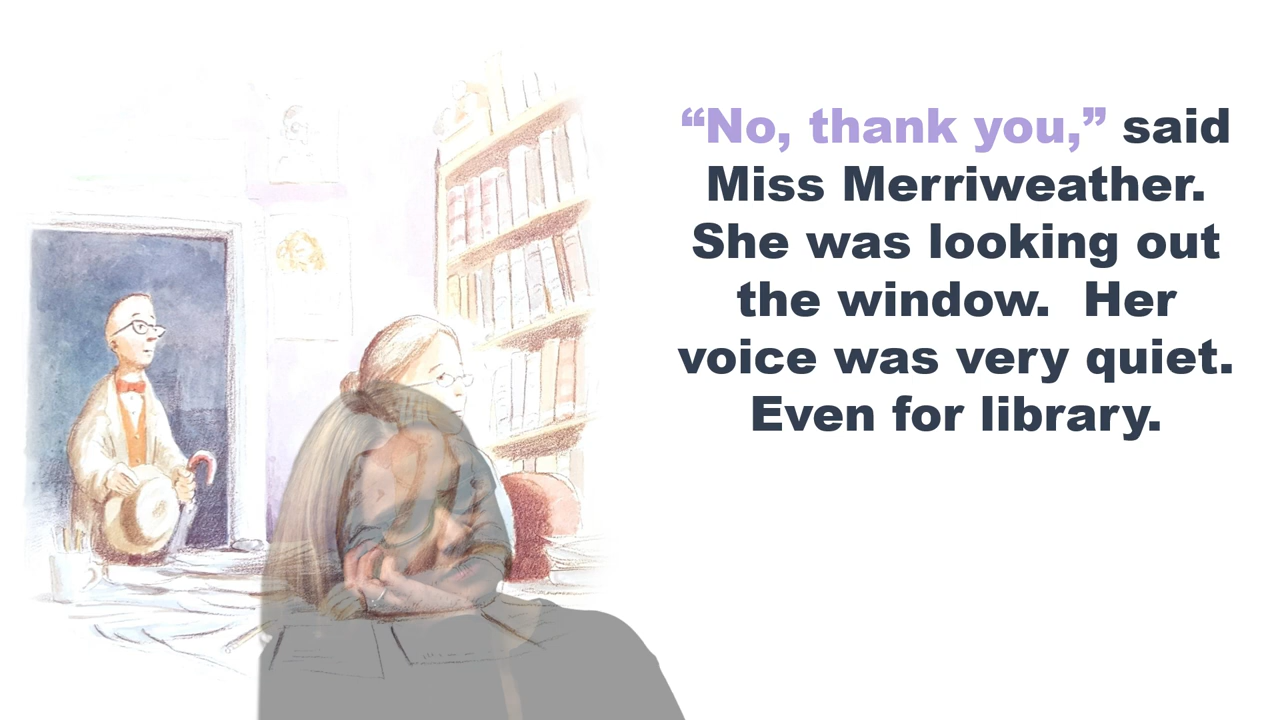 “No, thank you,” said
Miss Merriweather.
She was looking out
the window.  Her
voice was very quiet.
Even for library.